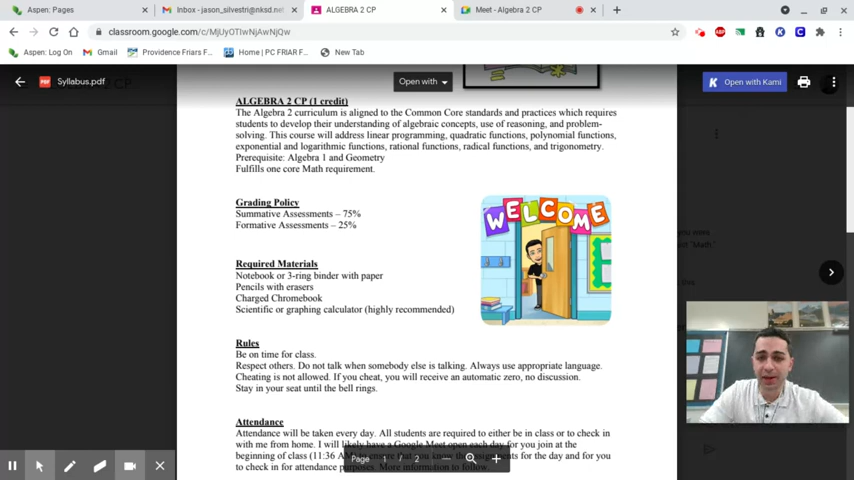 Aspen: Pages
Inbox - jason_silvestri@nksd.net
ALGEBRA 2 CP
Meet - Algebra 2 CP
classroom.google.com/c/MjUyOTIwNjAwNjQw
Aspen: Log On
Gmail
Providence Friars F
Home | PC FRIAR F
New Tab
Syllabus.pdf
Open with
Open with Kami
ALGEBRA 2 CP (1 credit)
The Algebra 2 curriculum is aligned to the Common Core standards and practices which requires
students to develop their understanding of algebraic concepts, use of reasoning, and problem-
solving. This course will address linear programming, quadratic functions, polynomial functions,
exponential and logarithmic functions, rational functions, radical functions, and trigonometry.
Prerequisite: Algebra 1 and Geometry
Fulfills one core Math requirement.
Grading Policy
Summative Assessments – 75%
Formative Assessments – 25%
WELCOME
Required Materials
Notebook or 3-ring binder with paper
Pencils with erasers
Charged Chromebook
Scientific or graphing calculator (highly recommended)
Rules
Be on time for class.
Respect others. Do not talk when somebody else is talking. Always use appropriate language.
Cheating is not allowed. If you cheat, you will receive an automatic zero, no discussion.
Stay in your seat until the bell rings.
Attendance
Attendance will be taken every day. All students are required to either be in class or to check in
with me from home. I will likely have a Google Meet open each day for you join at the
beginning of class (11:36 AM) to ensure that you know the assignments for the day and for you
to check in for attendance purposes. More information to follow.
Page 1 / 2